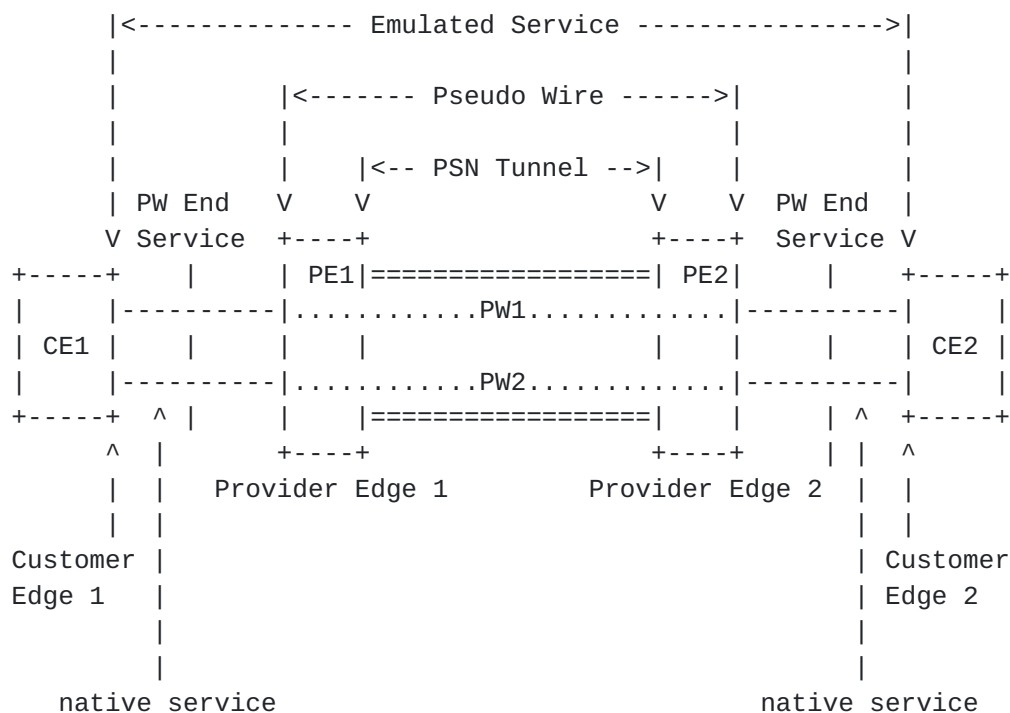 |<-------------- Emulated Service ---------------->|
|<------- Pseudo Wire ------>|
|<-- PSN Tunnel -->|
| PW End V V V V PW End |
V Service +----+ +----+ Service V
+-----+ | | PE1|==================| PE2| | +-----+
| |----------|............PW1.............|----------| |
| CE1 | | | | | | | | CE2 |
| |----------|............PW2.............|----------| |
+-----+ ^ | | |==================| | | ^ +-----+
^ | +----+ +----+ | | ^
| | Provider Edge 1 Provider Edge 2 | |
| | | |
Customer | | Customer
Edge 1 | | Edge 2
| |
| |
native service native service